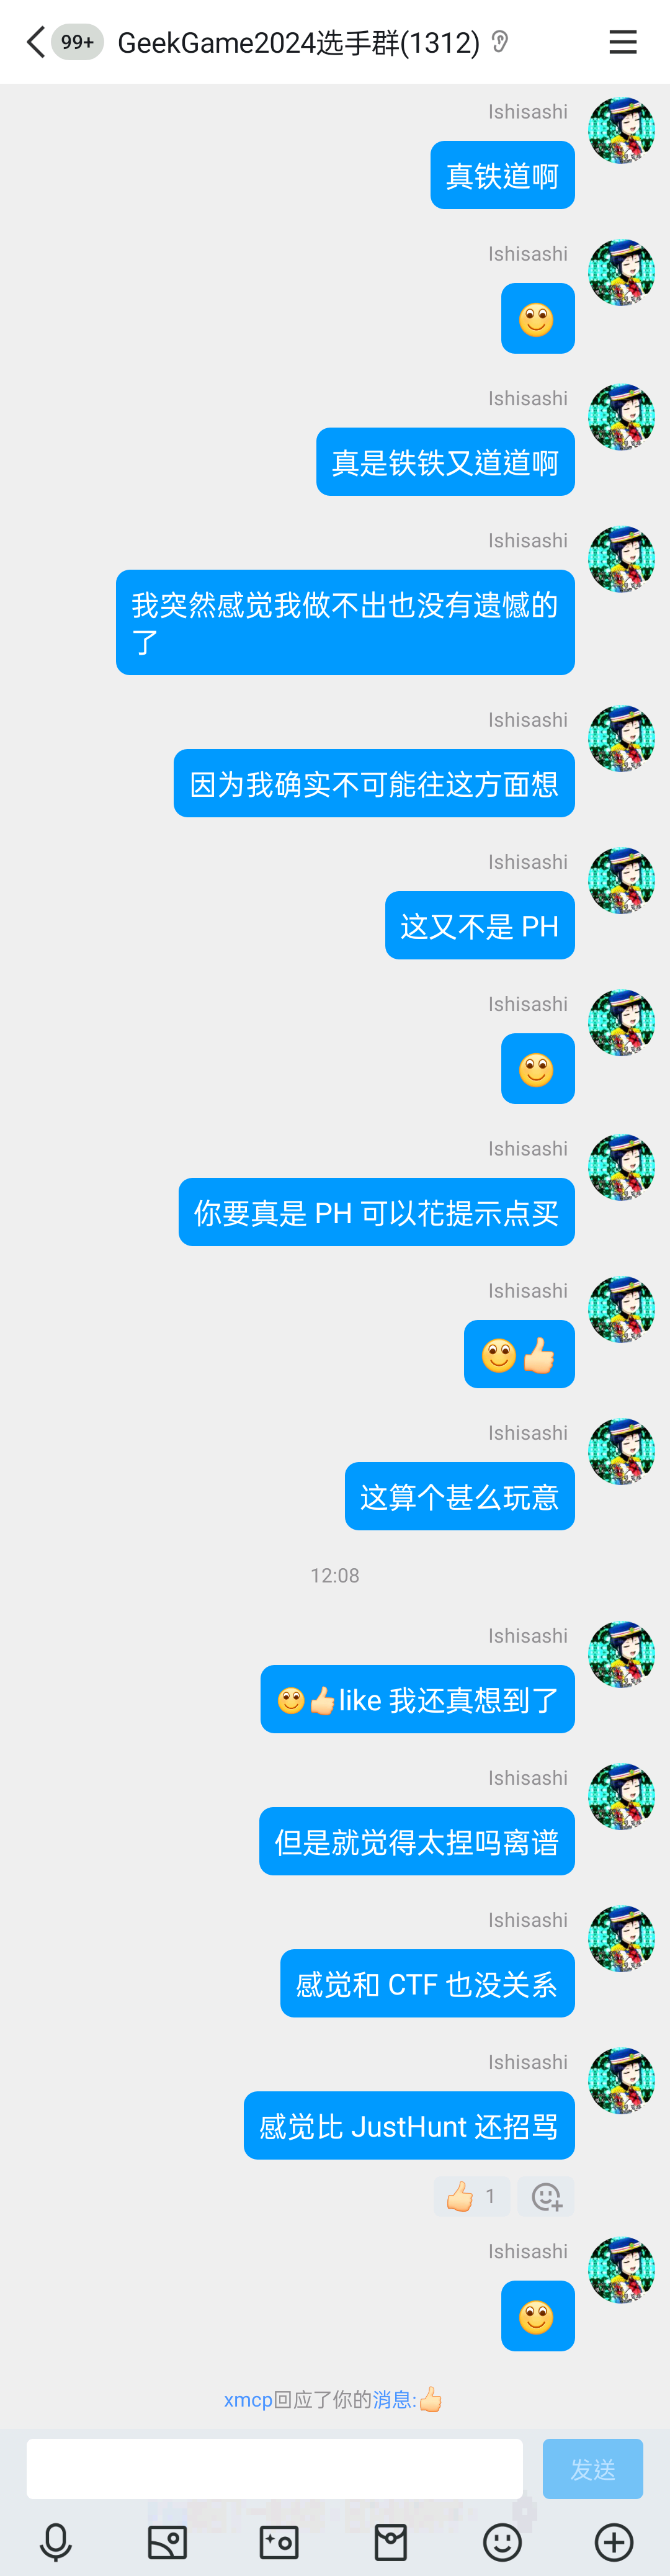 99+ GeekGame2024选手群(1312)
Ishisashi
真铁道啊
Ishisashi
Ishisashi
真是铁铁又道道啊
Ishisashi
我突然感觉我做不出也没有遗憾的
了
Ishisashi
因为我确实不可能往这方面想
Ishisashi
这又不是 PH
Ishisashi
Ishisashi
你要真是 PH 可以花提示点买
Ishisashi
Ishisashi
这算个甚么玩意
12:08
Ishisashi
like 我还真想到了
Ishisashi
但是就觉得太捏吗离谱
Ishisashi
感觉和 CTF 也没关系
Ishisashi
感觉比 JustHunt 还招骂
1
Ishisashi
xmcp回应了你的消息:
发送